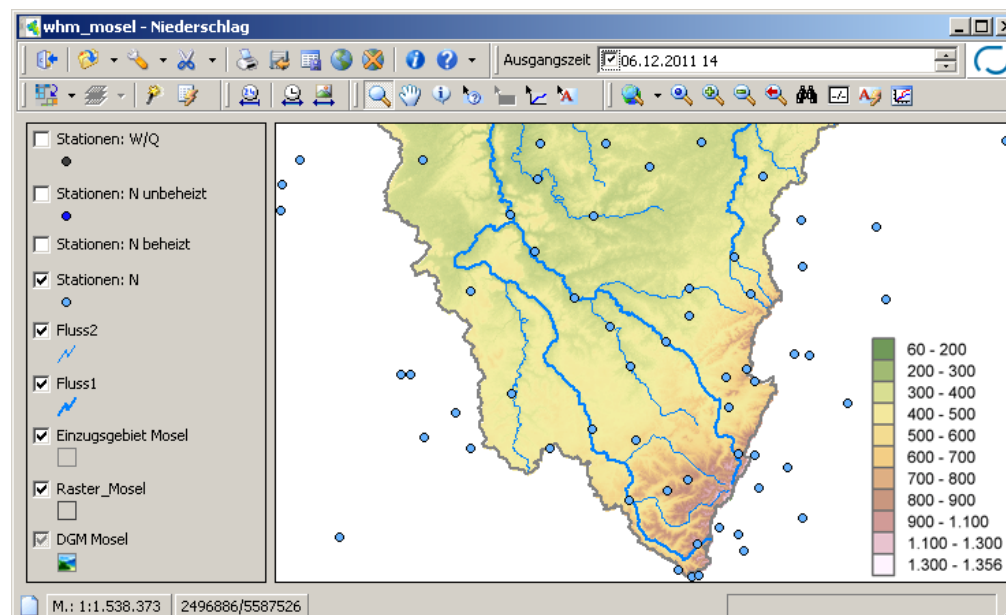 whm_mosel - Niederschlag
Ausgangszeit 06.12.2011 14
Stationen: W/Q
Stationen: N unbeheizt
Stationen: N beheizt
Stationen: N
Fluss2
Fluss1
Einzugsgebiet Mosel
Raster_Mosel
DGM Mosel
60 - 200
200 - 300
300 - 400
400 - 500
500 - 600
600 - 700
700 - 800
800 - 900
900 - 1.100
1.100 - 1.300
1.300 - 1.356
M.: 1:1.538.373 2496886/5587526